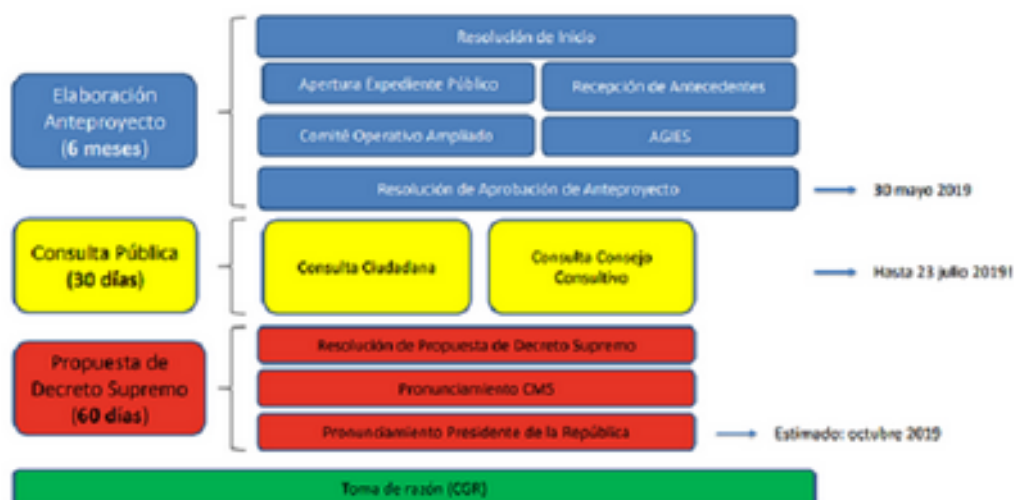 Elaboración
Anteproyecto
(6 meses)
Resolución de Inicio
Apertura Expediente Público
Recepción de Antecedentes
Comité Operativo Ampliado
AGIES
Resolución de Aprobación de Anteproyecto
30 mayo 2019
Consulta Pública
(30 días)
Consulta Ciudadana
Consulta Consejo
Consultivo
Hasta 23 julio 2019!
Propuesta de
Decreto Supremo
(60 días)
Resolución de Propuesta de Decreto Supremo
Pronunciamiento CMS
Pronunciamiento Presidente de la República
Estimado: octubre 2019
Toma de razón (CGR)